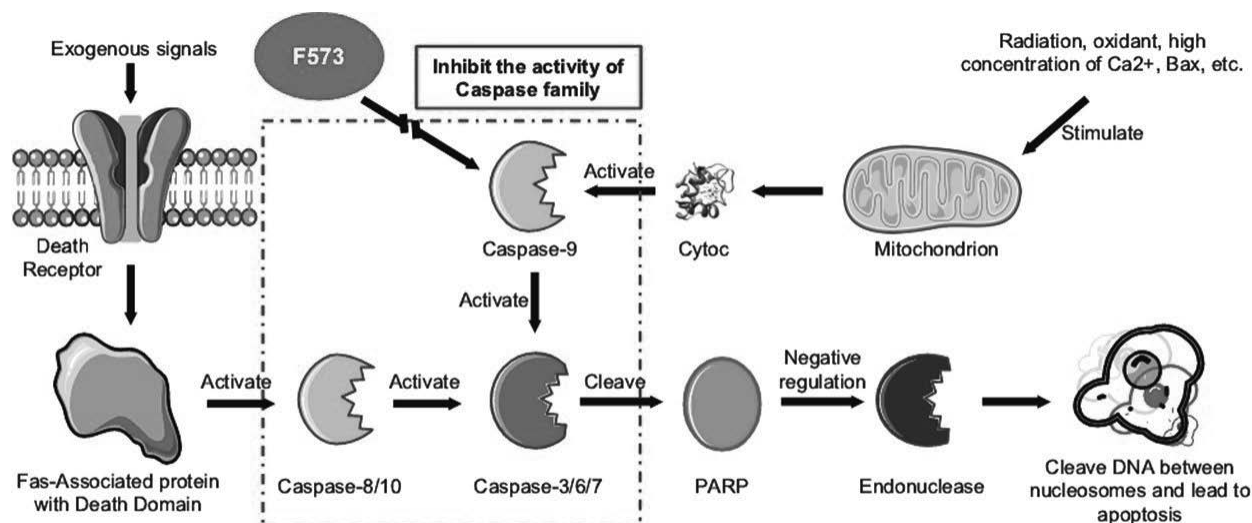 Exogenous signals
F573
Inhibit the activity of
Caspase family
Radiation, oxidant, high
concentration of Ca2+, Bax, etc.
Stimulate
Activate
Death
Receptor
Caspase-9
Cytoc
Mitochondrion
Activate
Activate
Activate
Cleave
Negative
regulation
Fas-Associated protein
with Death Domain
Caspase-8/10
Caspase-3/6/7
PARP
Endonuclease
Cleave DNA between
nucleosomes and lead to
apoptosis